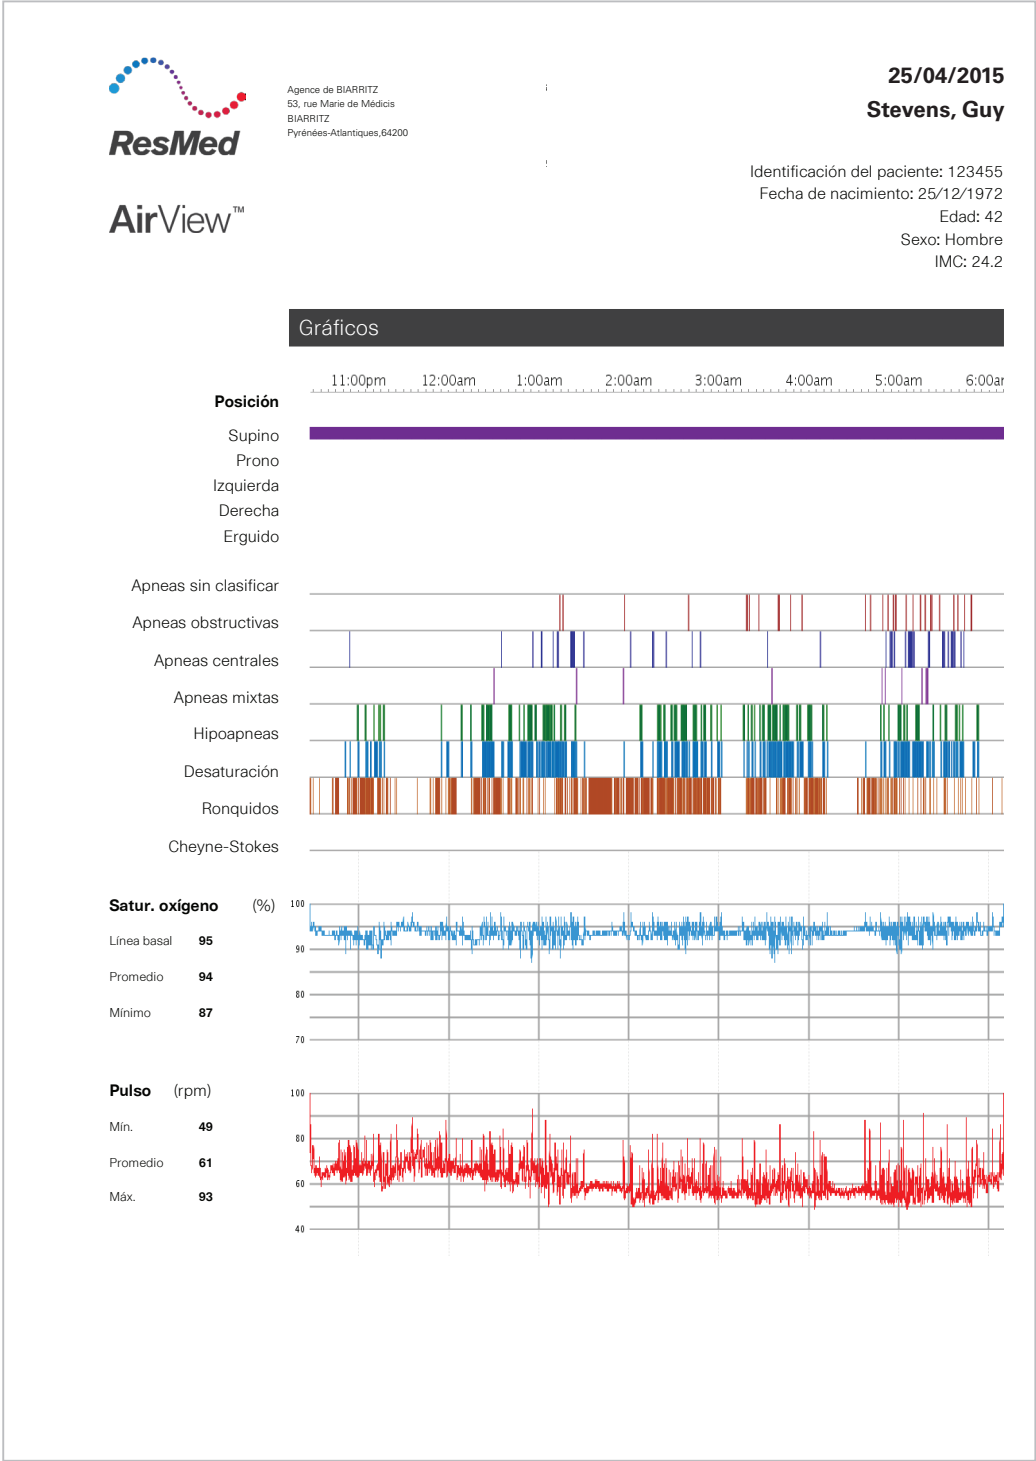 ResMed
AirView™
Agence de BIARRITZ
53, rue Marie de Médicis
BIARRITZ
Pyrénées-Atlantiques,64200
25/04/2015
Stevens, Guy
Identificación del paciente: 123455
Fecha de nacimiento: 25/12/1972
Edad: 42
Sexo: Hombre
IMC: 24.2
Gráficos
11:00pm 12:00am 1:00am 2:00am 3:00am 4:00am 5:00am 6:00ar
Posición
Supino
Prono
Izquierda
Derecha
Erguido
Apneas sin clasificar
Apneas obstructivas
Apneas centrales
Apneas mixtas
Hipoapneas
Desaturación
Ronquidos
Cheyne-Stokes
Satur. oxígeno (%)
Línea basal 95
Promedio 94
Mínimo 87
100
90
80
70
Pulso (rpm)
Mín. 49
Promedio 61
Máx. 93
100
80
60
40